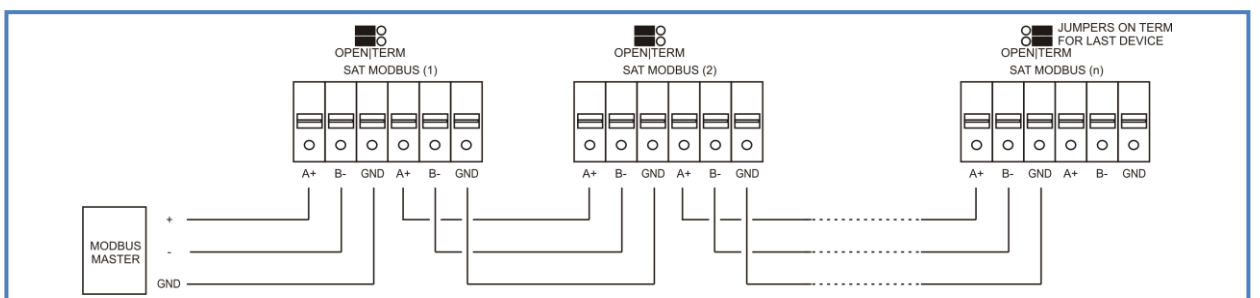 JUMPERS ON TERM
FOR LAST DEVICE
OPEN|TERM
OPEN|TERM
OPEN|TERM
SAT MODBUS (1)
SAT MODBUS (2)
SAT MODBUS (n)
A+ B- GND A+ B- GND
A+ B- GND A+ B- GND
A+ B- GND A+ B- GND
MODBUS
MASTER
+
-
GND